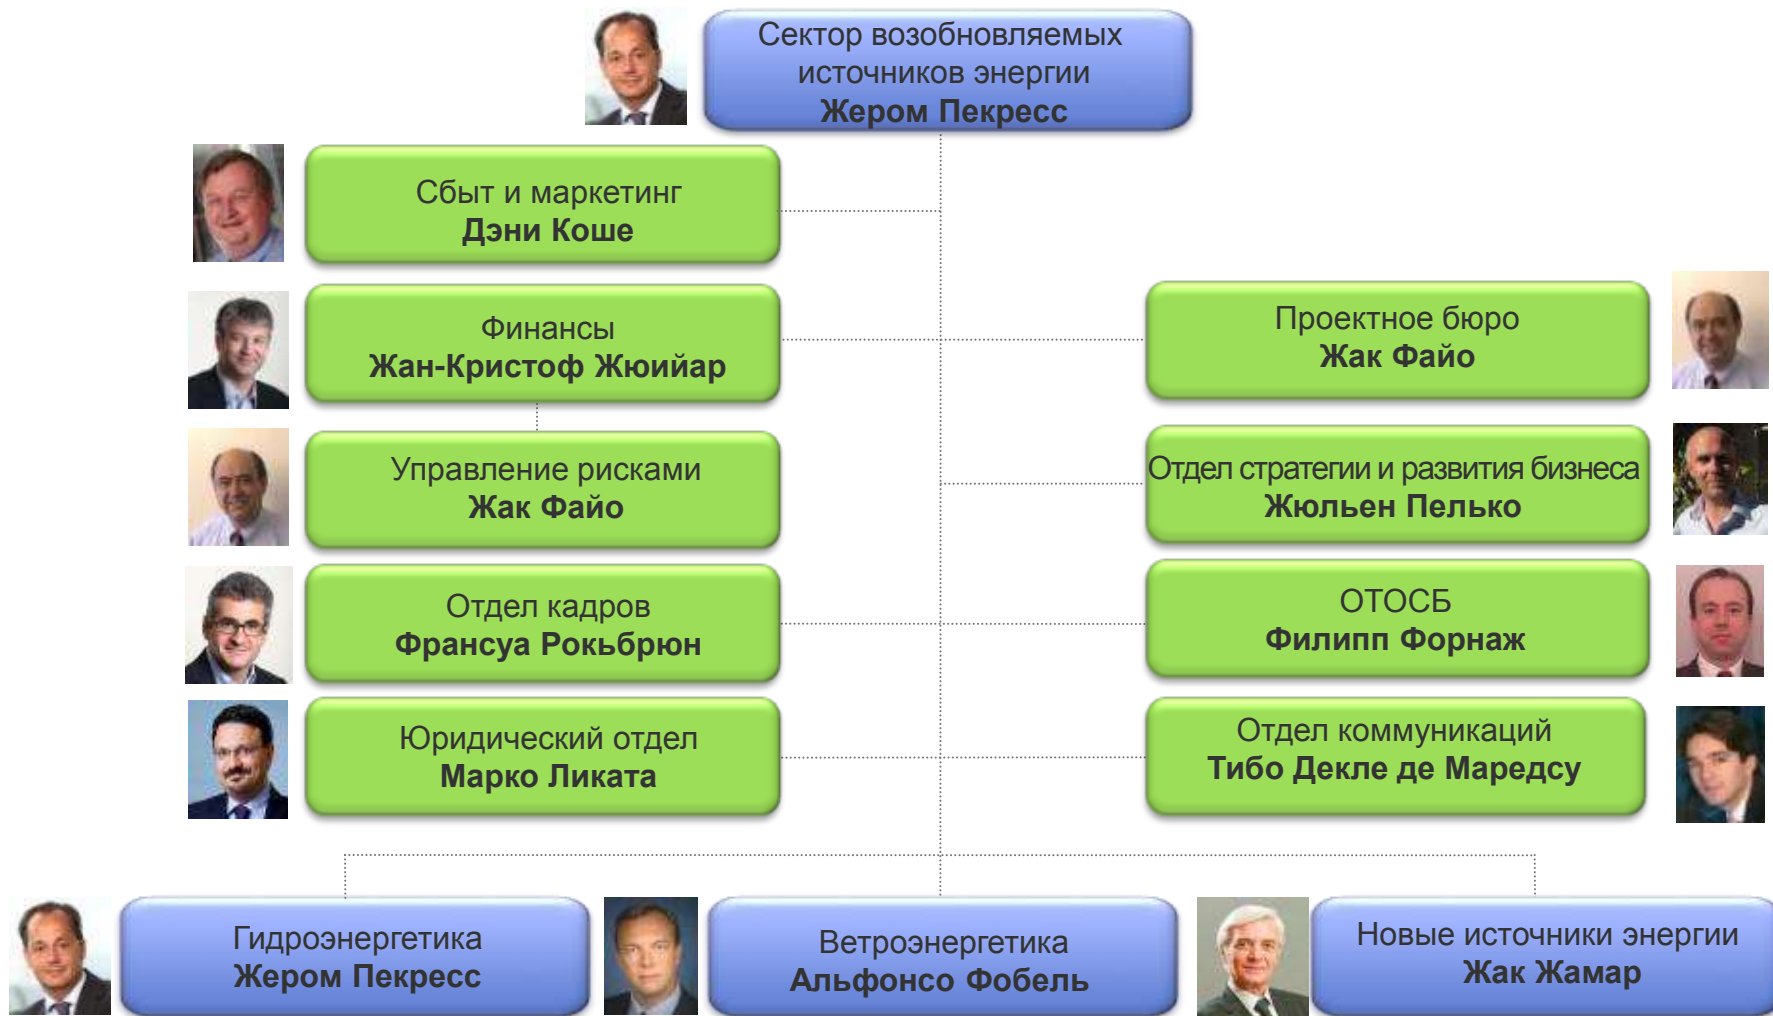 Сектор возобновляемых
источников энергии
Жером Пекресс
Сбыт и маркетинг
Дэни Коше
Финансы
Жан-Кристоф Жюийар
Проектное бюро
Жак Файо
Управление рисками
Жак Файо
Отдел стратегии и развития бизнеса
Жюльен Пелько
Отдел кадров
Франсуа Рокьбрюн
ОТОСБ
Филипп Форнаж
Юридический отдел
Марко Ликата
Отдел коммуникаций
Тибо Декле де Маредсу
Гидроэнергетика
Жером Пекресс
Ветроэнергетика
Альфонсо Фобель
Новые источники энергии
Жак Жамар